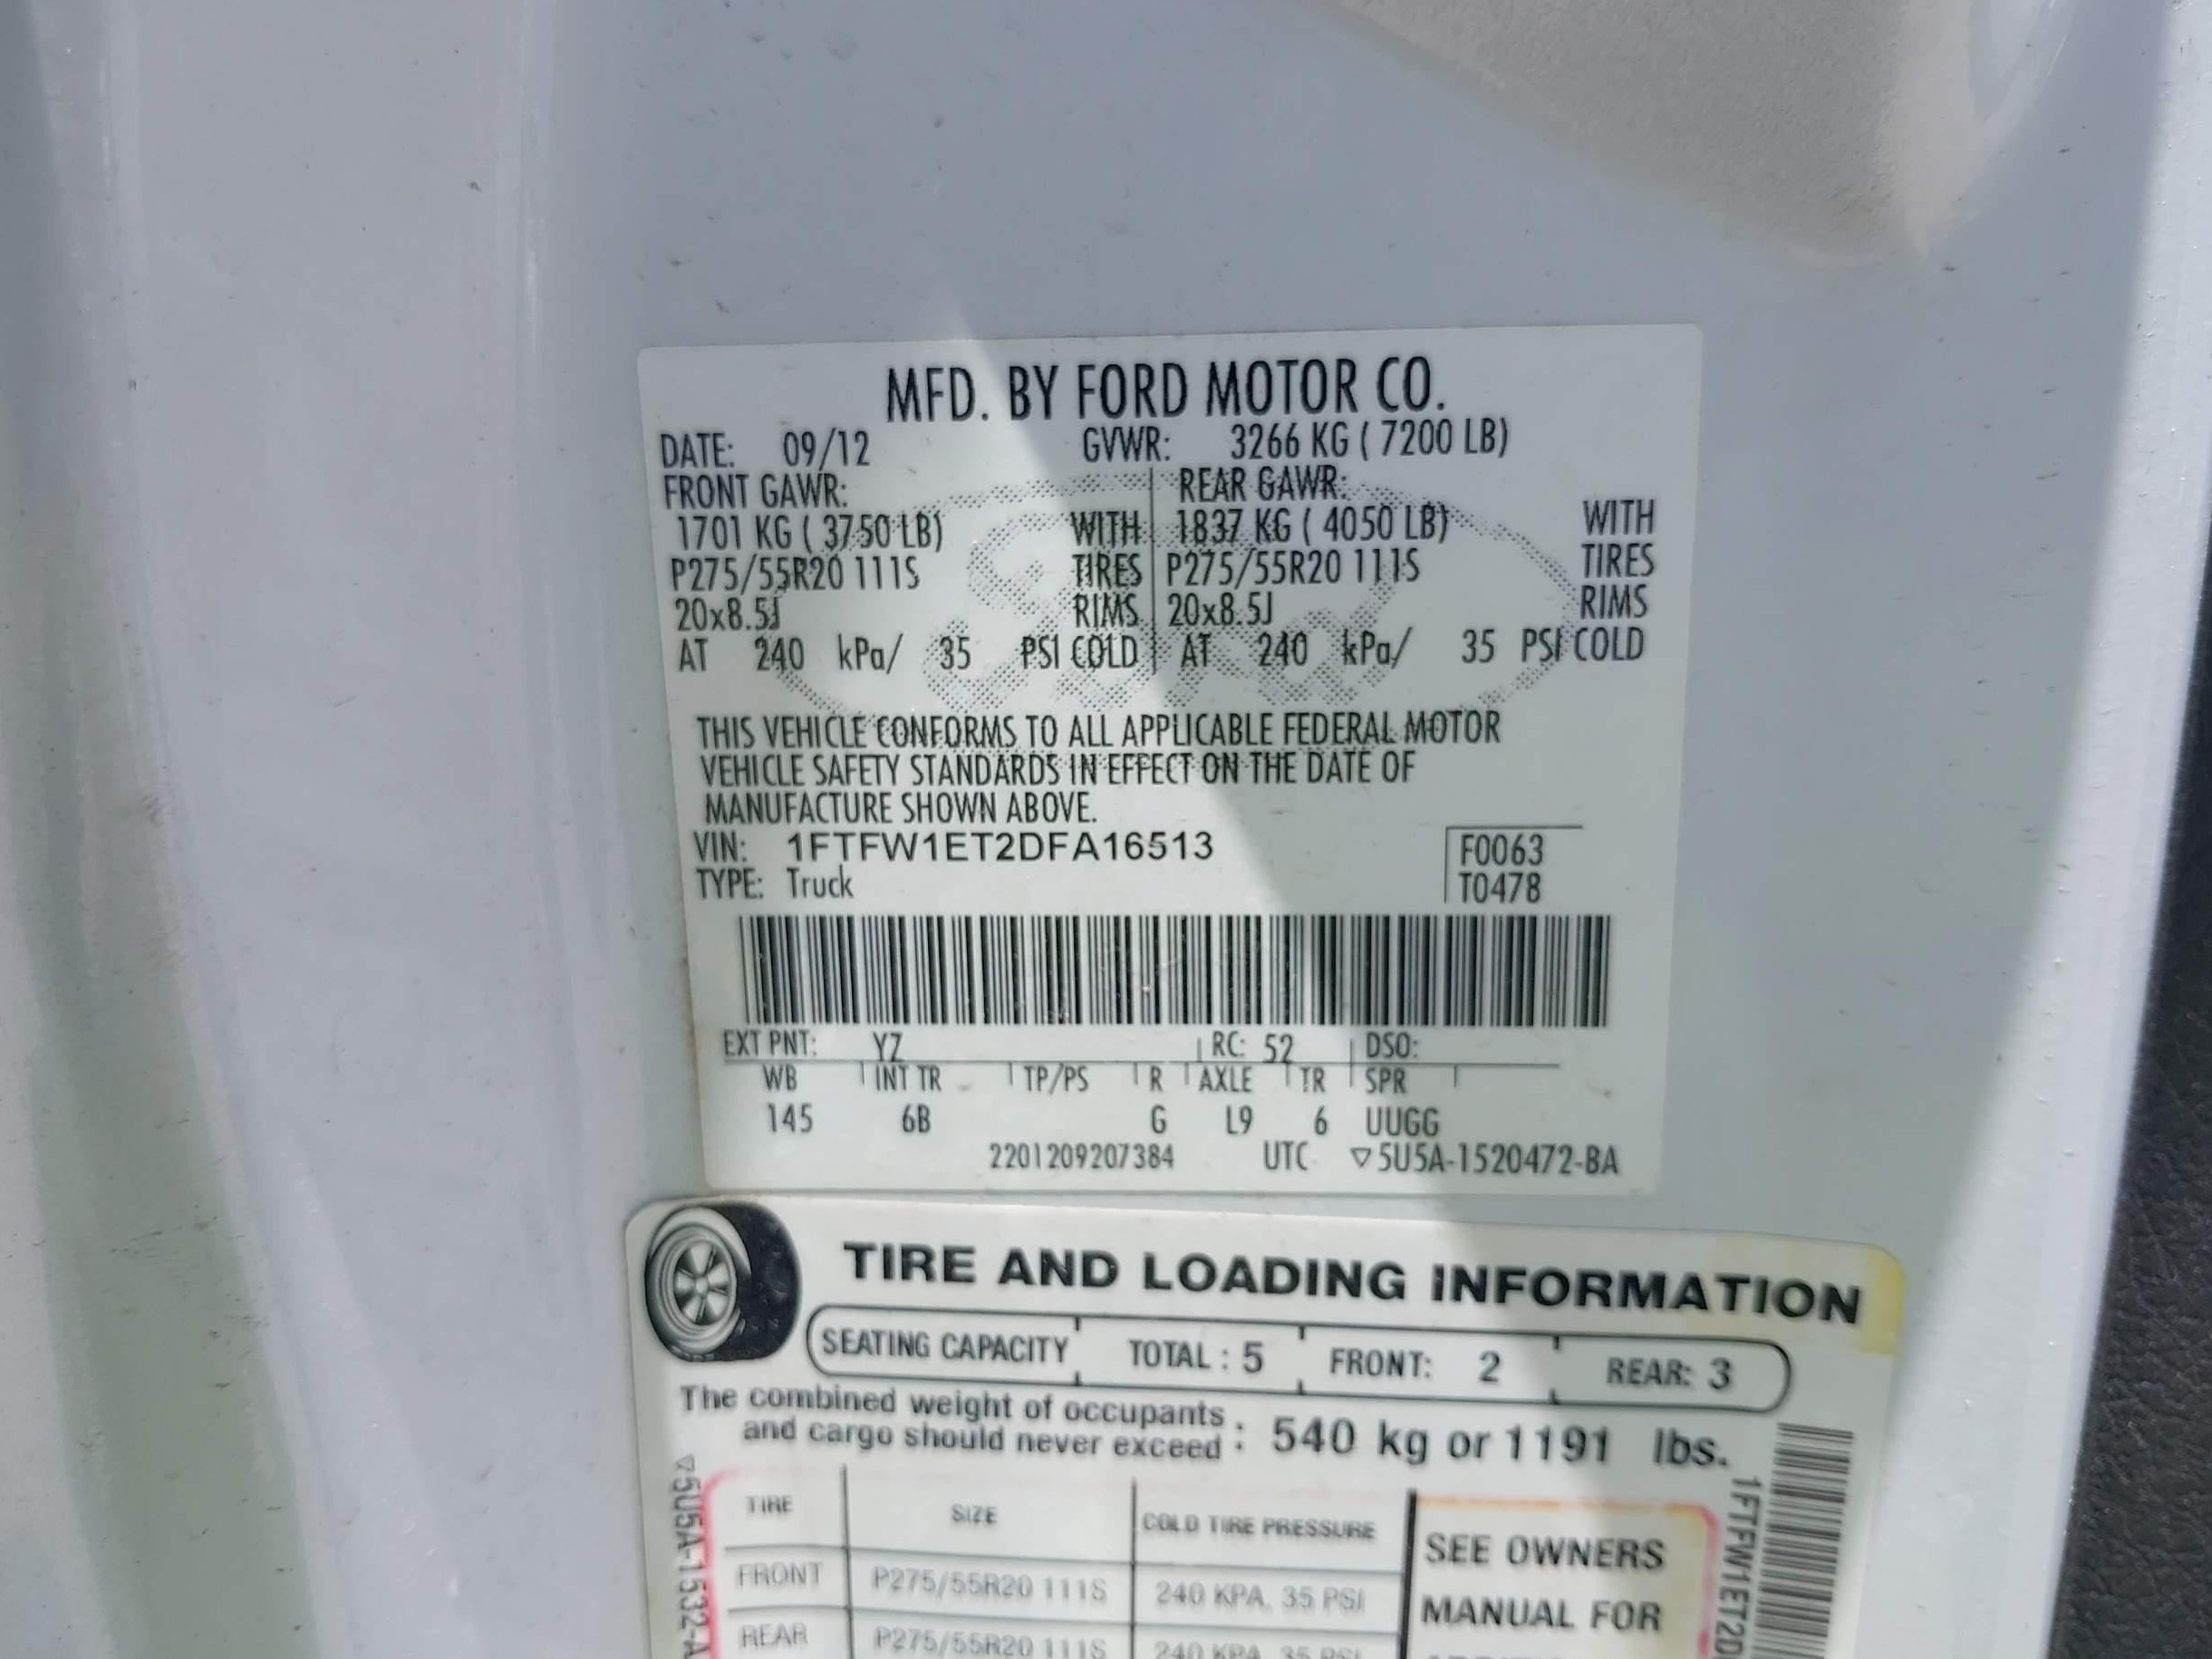 MFD. BY FORD MOTOR CO.
DATE: 09/12 GVWR: 3266 KG ( 7200 LB)
FRONT GAWR: REAR GAWR:
1701 KG ( 3750 LB) WITH 1837 KG ( 4050 LB) WITH
P275/55R20 111S TIRES P275/55R20 111S TIRES
20x8.5J RIMS 20x8.5J RIMS
AT 240 kPa/ 35 PSI COLD AT 240 kPa/ 35 PSI COLD
THIS VEHICLE CONFORMS TO ALL APPLICABLE FEDERAL MOTOR
VEHICLE SAFETY STANDARDS IN EFFECT ON THE DATE OF
MANUFACTURE SHOWN ABOVE.
VIN: 1FTFW1ET2DFA16513 F0063
TYPE: Truck T0478
EXT PNT: YZ RC: 52 DSO:
WB INT TR TP/PS R AXLE TR SPR
145 6B G L9 6 UUGG
2201209207384 UTC ▽5U5A-1520472-BA
TIRE AND LOADING INFORMATION
SEATING CAPACITY TOTAL : 5 FRONT: 2 REAR: 3
The combined weight of occupants
and cargo should never exceed : 540 kg or 1191 lbs.
TIRE SIZE COLD TIRE PRESSURE SEE OWNERS
FRONT P275/55R20 111S 240 KPA, 35 PSI MANUAL FOR
REAR P275/55R20 111S 240 KPA, 35 PSI
▽5U5A-1532-A
1FTFW1ET2D